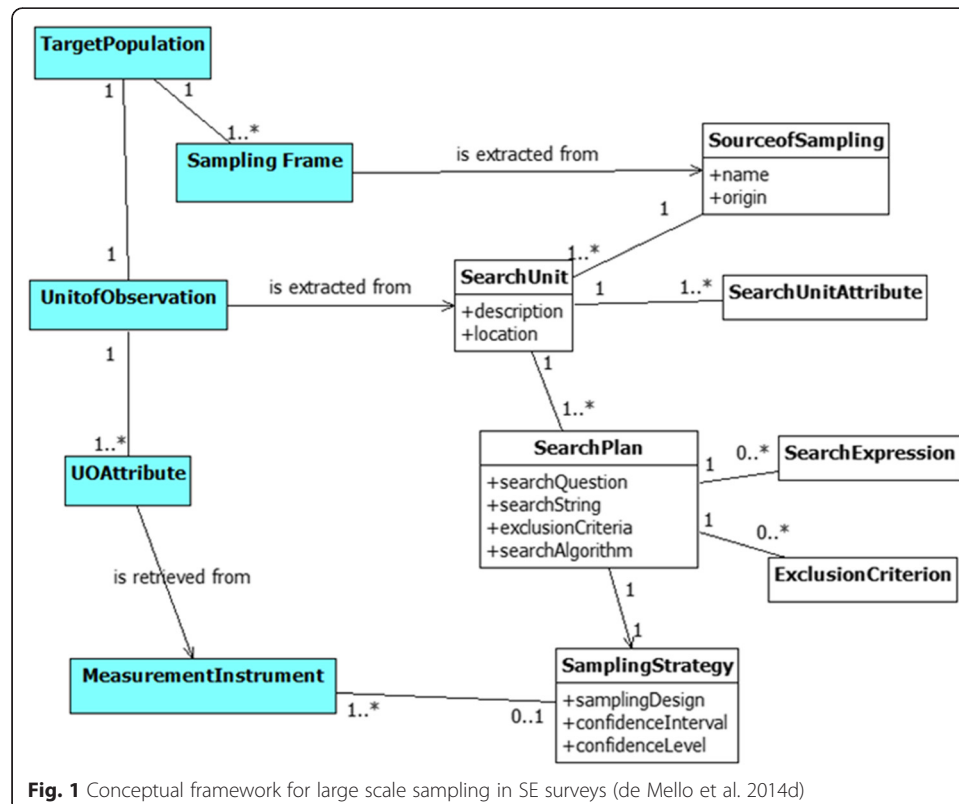 TargetPopulation
1
1
1..*
Sampling Frame
is extracted from
SourceofSampling
+name
+origin
1
1..*
1
UnitofObservation
is extracted from
SearchUnit
+description
+location
1
1..*
SearchUnitAttribute
1
1..*
1
1..*
UOAttribute
SearchPlan
+searchQuestion
+searchString
+exclusionCriteria
+searchAlgorithm
1
0..*
SearchExpression
1
0..*
ExclusionCriterion
is retrieved from
1
1
MeasurementInstrument
1..*
0..1
SamplingStrategy
+samplingDesign
+confidenceInterval
+confidenceLevel
Fig. 1 Conceptual framework for large scale sampling in SE surveys (de Mello et al. 2014d)